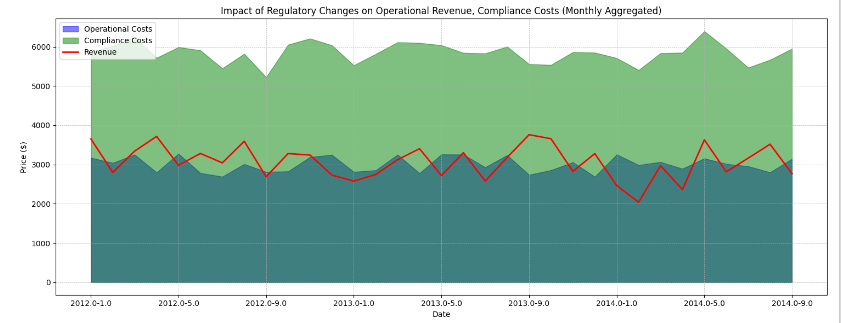 Impact of Regulatory Changes on Operational Revenue, Compliance Costs (Monthly Aggregated)
Operational Costs
Compliance Costs
Revenue
6000
5000
4000
3000
2000
1000
0
Price ($)
2012.0-1.0 2012.0-5.0 2012.0-9.0 2013.0-1.0 2013.0-5.0 2013.0-9.0 2014.0-1.0 2014.0-5.0 2014.0-9.0
Date